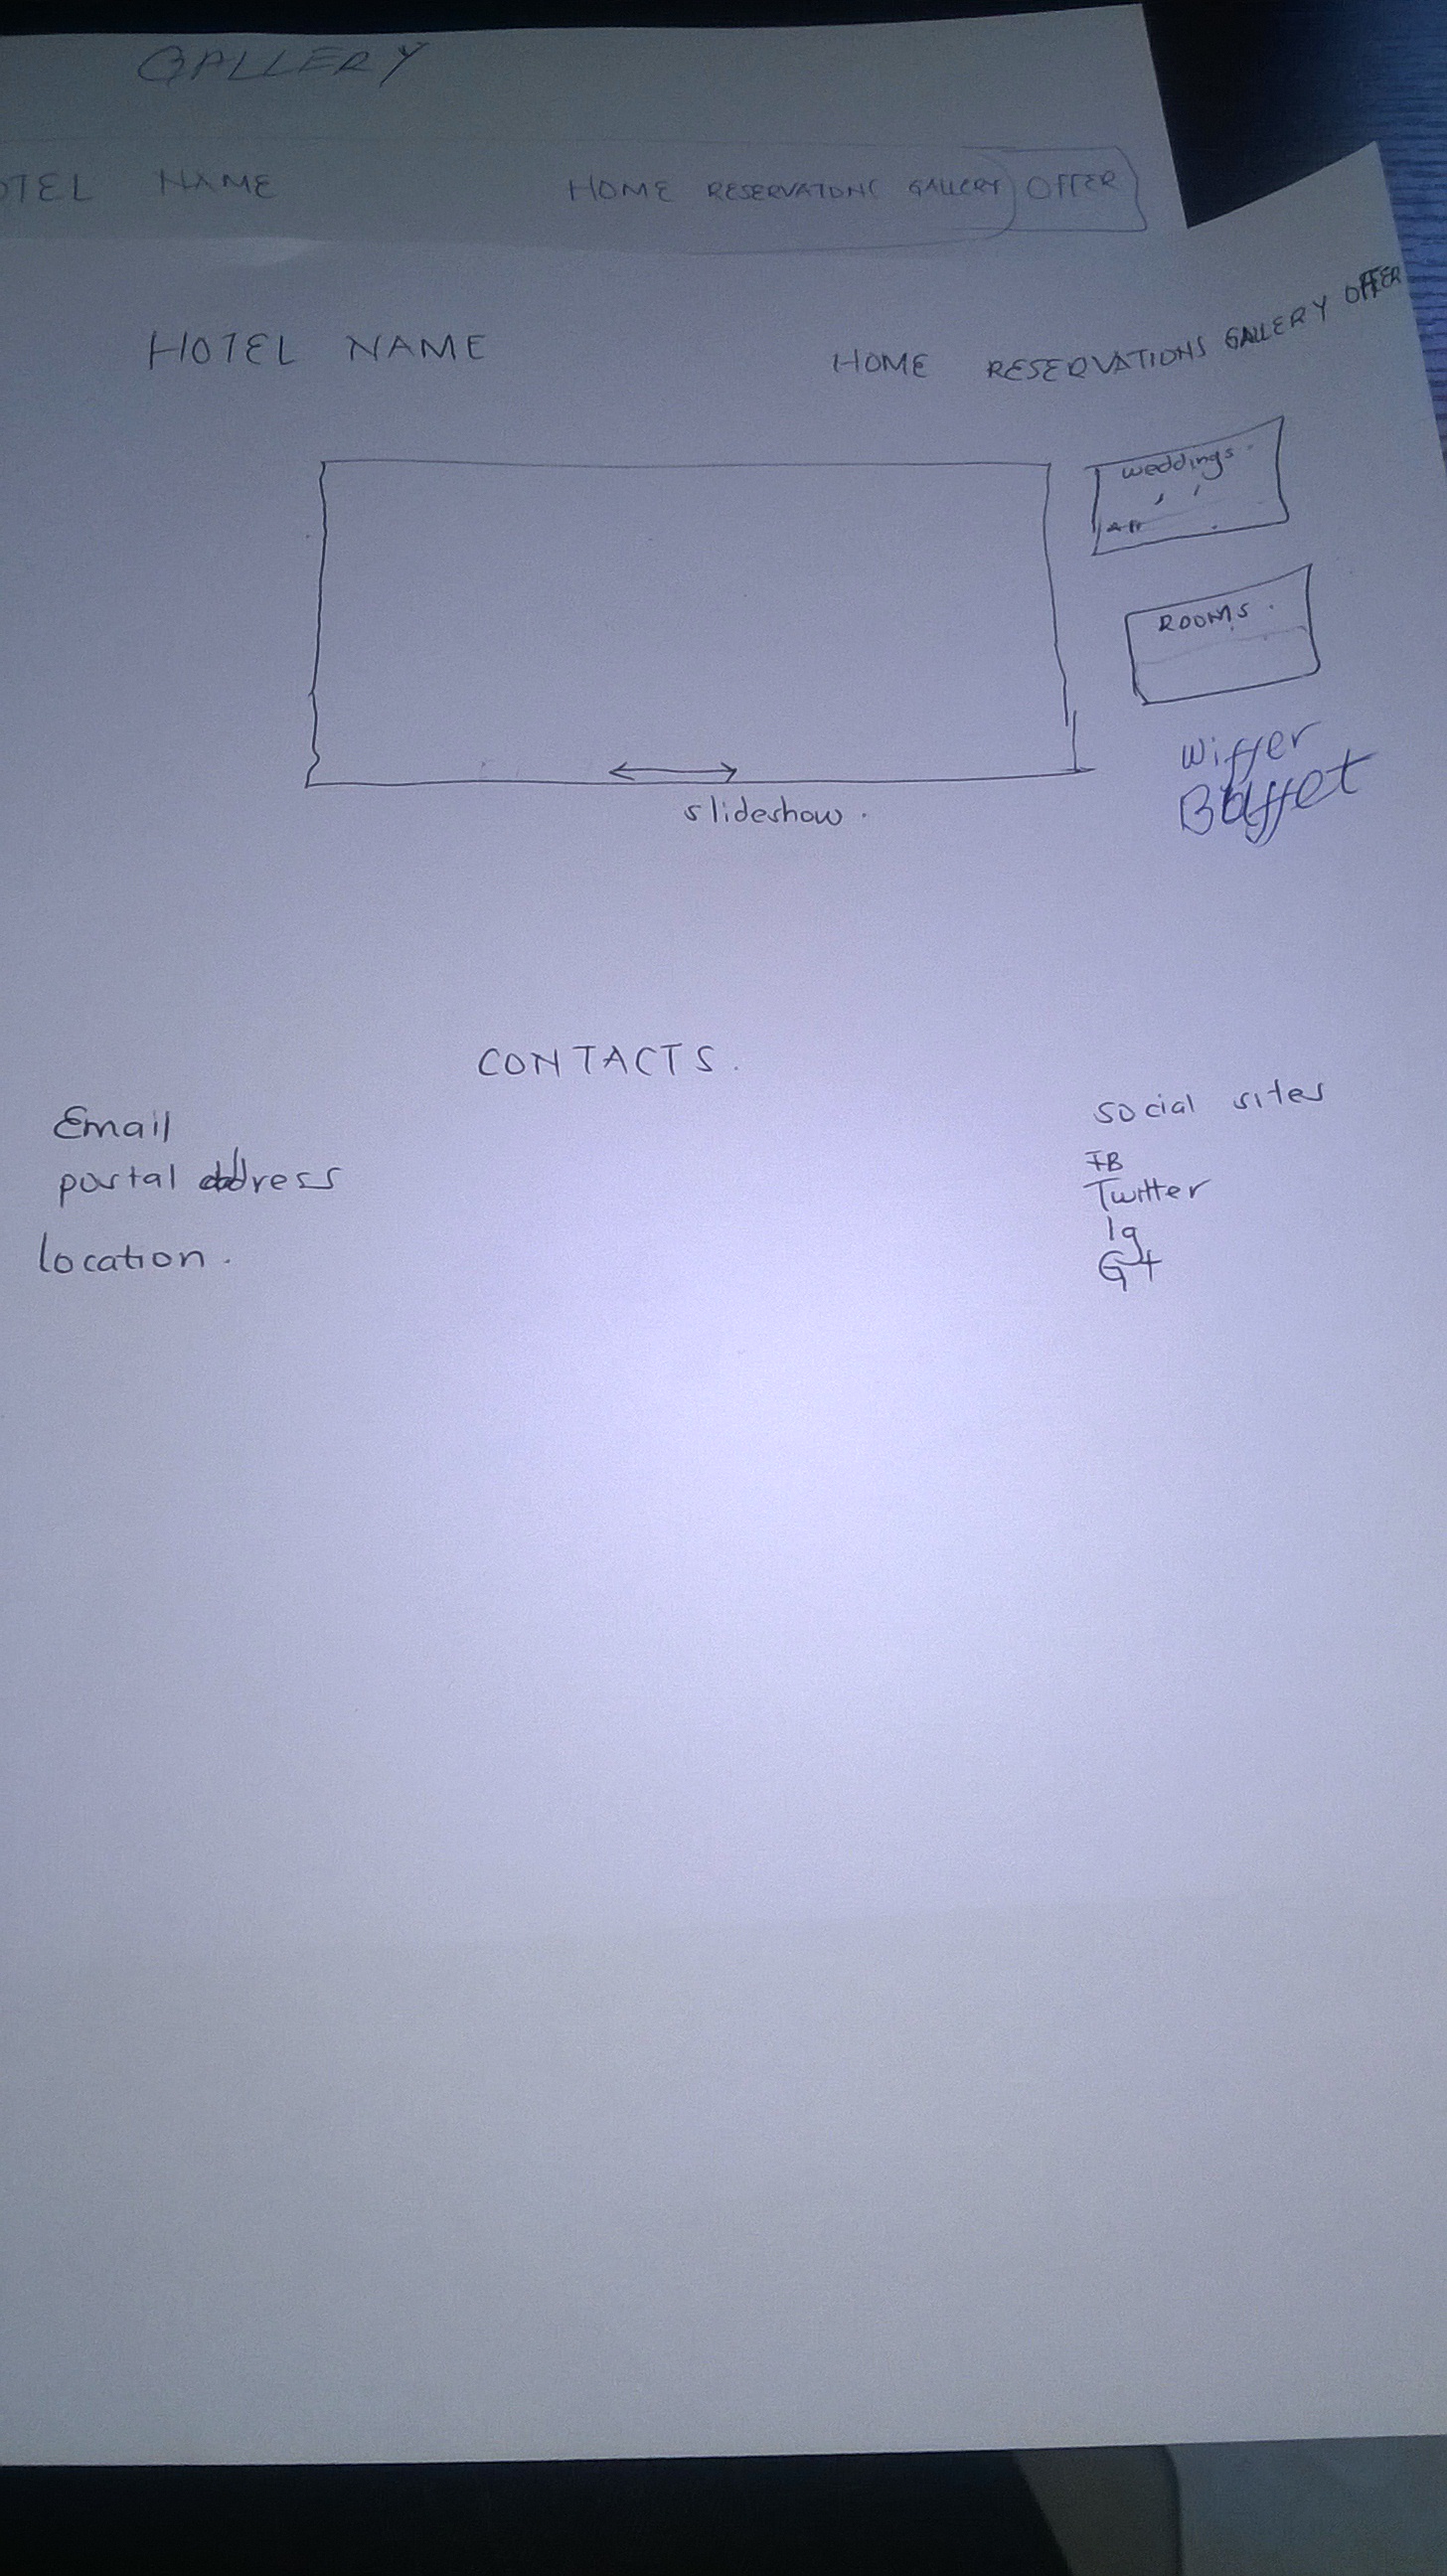 GALLERY
OTEL NAME HOME RESERVATIONS GALLERY OFFER
HOTEL NAME HOME RESERVATIONS GALLERY OFFER
weddings.
ROOMS.
Wiffer
Buffet
slideshow.
CONTACTS.
Email
postal address
location.
social sites
FB
Twitter
Ig
G+